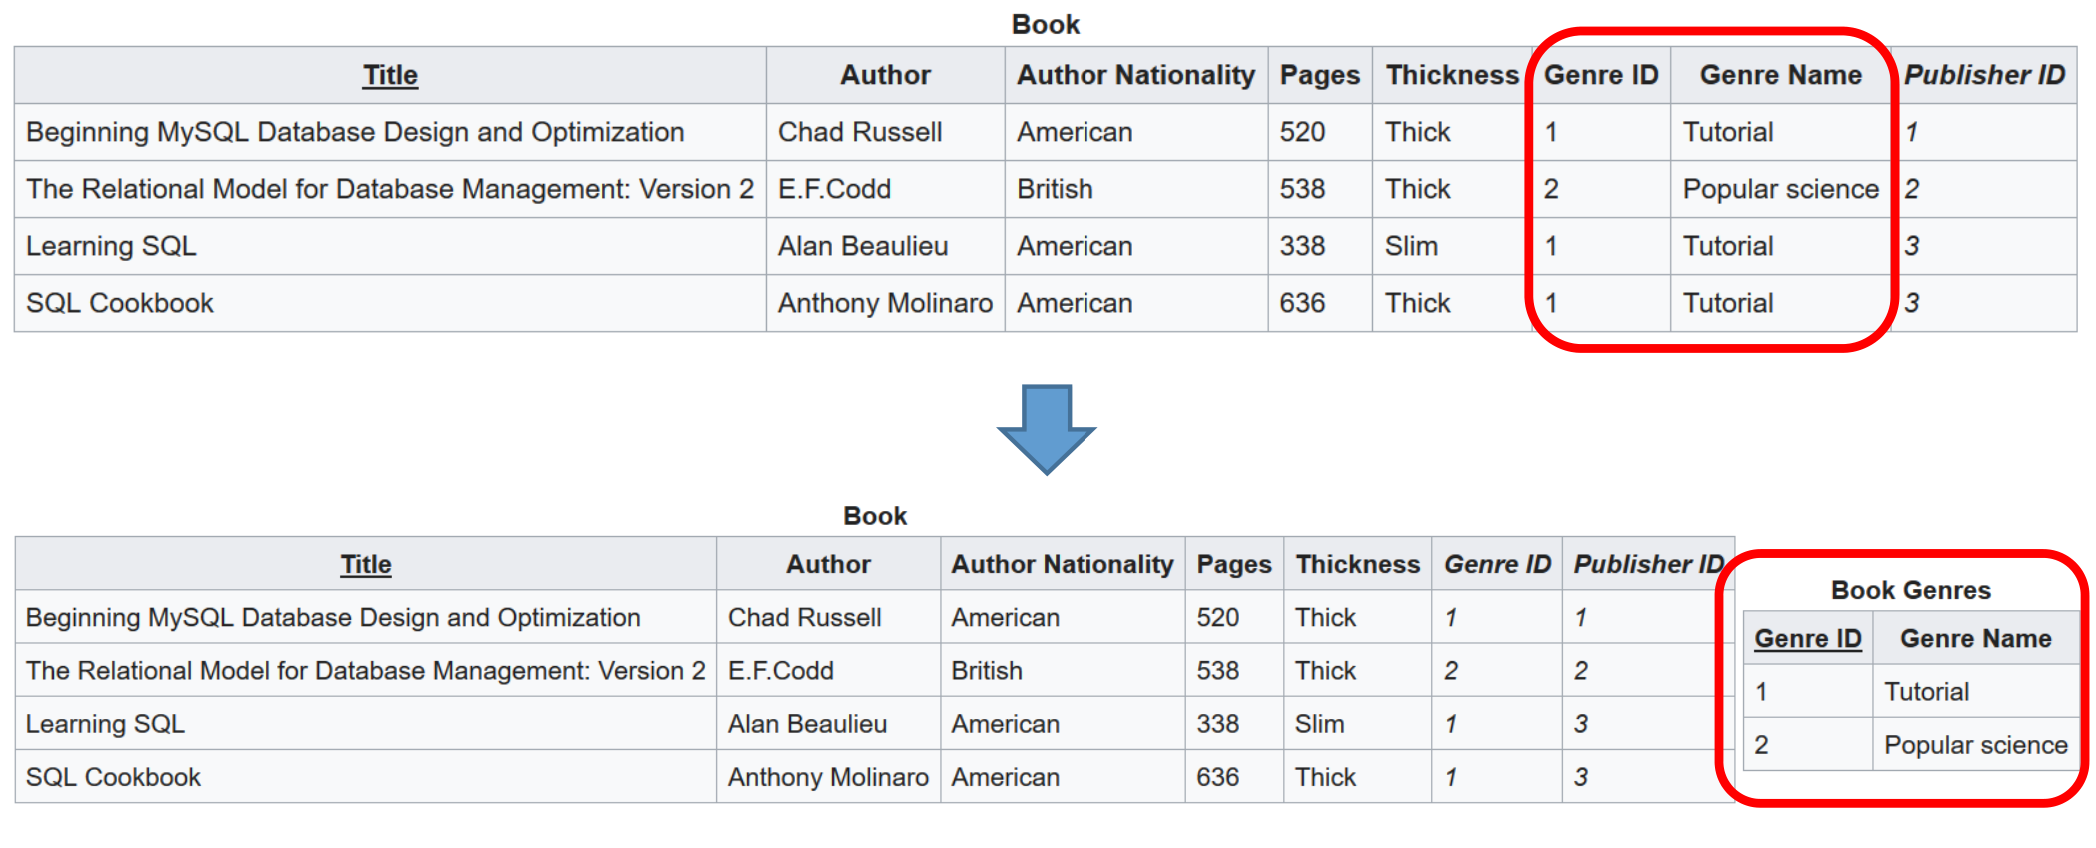 Book
Title Author Author Nationality Pages Thickness Genre ID Genre Name Publisher ID
Beginning MySQL Database Design and Optimization Chad Russell American 520 Thick 1 Tutorial 1
The Relational Model for Database Management: Version 2 E.F.Codd British 538 Thick 2 Popular science 2
Learning SQL Alan Beaulieu American 338 Slim 1 Tutorial 3
SQL Cookbook Anthony Molinaro American 636 Thick 1 Tutorial 3
Book
Title Author Author Nationality Pages Thickness Genre ID Publisher ID
Beginning MySQL Database Design and Optimization Chad Russell American 520 Thick 1 1
The Relational Model for Database Management: Version 2 E.F.Codd British 538 Thick 2 2
Learning SQL Alan Beaulieu American 338 Slim 1 3
SQL Cookbook Anthony Molinaro American 636 Thick 1 3
Book Genres
Genre ID Genre Name
1 Tutorial
2 Popular science